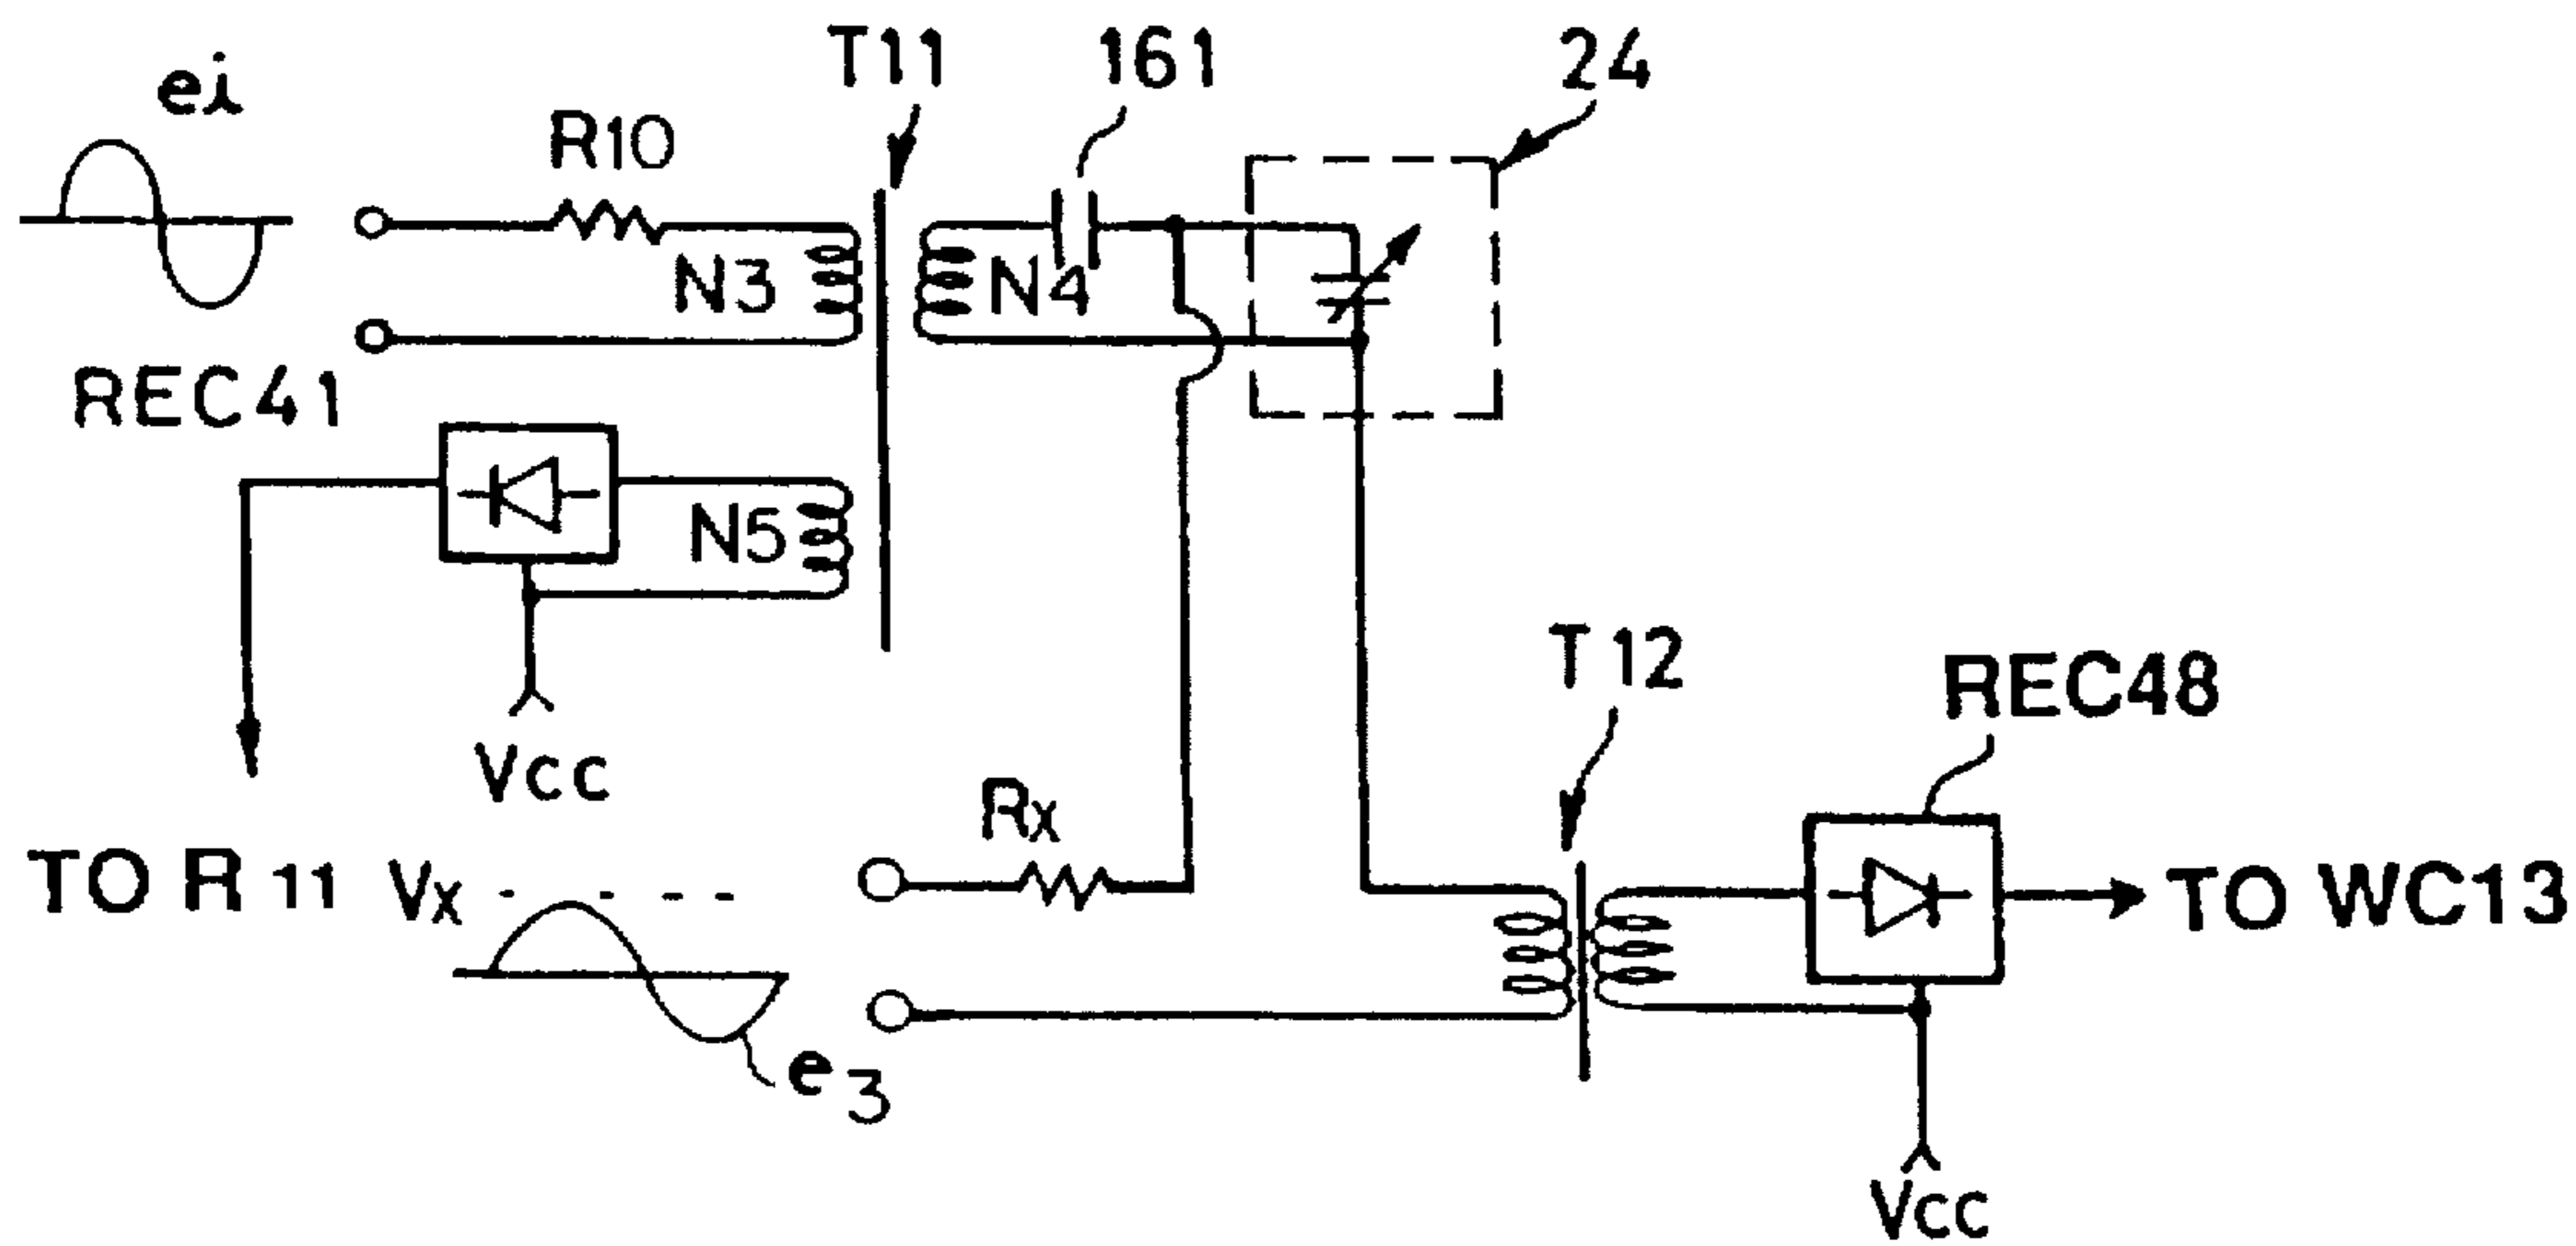 ei
R10
T11
161
24
N3
N4
REC41
N5
Vcc
T12
REC48
TO R 11
Vx
Rx
TO WC13
e3
Vcc